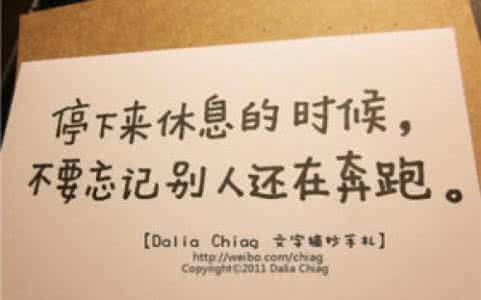 停下来休息的时候，
不要忘记别人还在奔跑。
【Dalia Chiag 文字摘抄手札】
http://weibo.com/chiag
Copyright©2011 Dalia Chiag